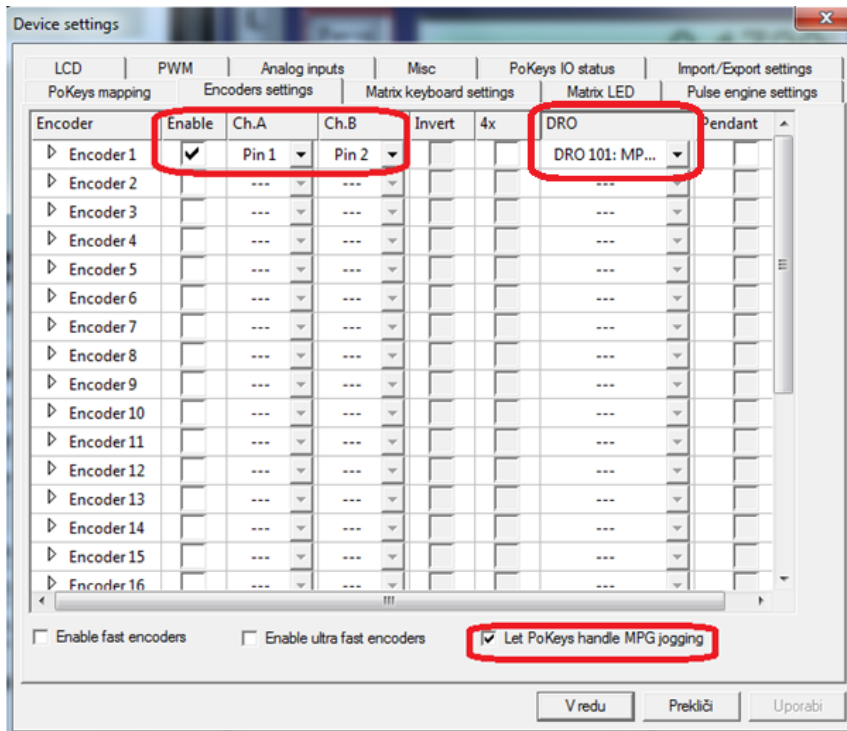 Device settings
LCD PWM Analog inputs Misc PoKeys IO status Import/Export settings
PoKeys mapping Encoders settings Matrix keyboard settings Matrix LED Pulse engine settings
Encoder Enable Ch.A Ch.B Invert 4x DRO Pendant
Encoder 1 Pin 1 Pin 2 DRO 101: MP...
Encoder 2 --- --- ---
Encoder 3 --- --- ---
Encoder 4 --- --- ---
Encoder 5 --- --- ---
Encoder 6 --- --- ---
Encoder 7 --- --- ---
Encoder 8 --- --- ---
Encoder 9 --- --- ---
Encoder 10 --- --- ---
Encoder 11 --- --- ---
Encoder 12 --- --- ---
Encoder 13 --- --- ---
Encoder 14 --- --- ---
Encoder 15 --- --- ---
Encoder 16 --- --- ---
Enable fast encoders Enable ultra fast encoders Let PoKeys handle MPG jogging
V redu Prekliči Uporabi